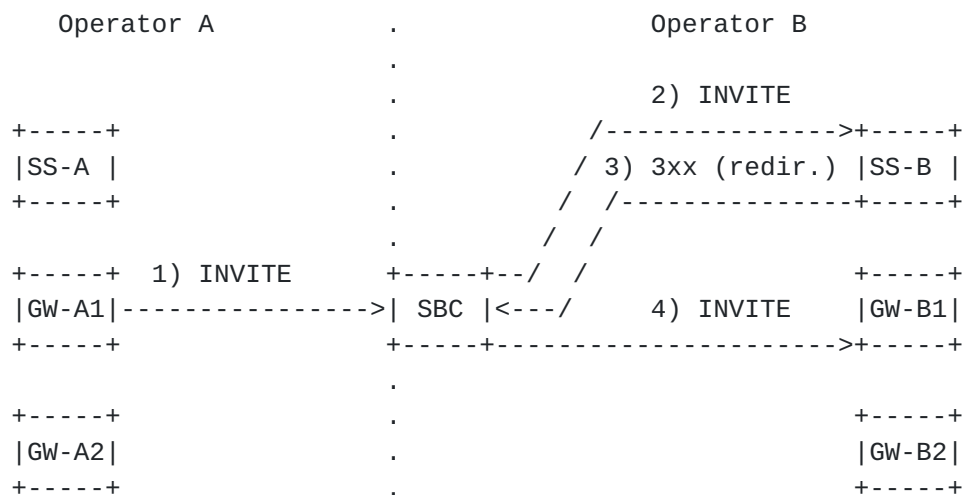 Operator A . Operator B
.
. 2) INVITE
+-----+ . /--------------->+-----+
|SS-A | . / 3) 3xx (redir.) |SS-B |
+-----+ . / /---------------+-----+
. / /
+-----+ 1) INVITE +-----+--/ / +-----+
|GW-A1|---------------->| SBC |<---/ 4) INVITE |GW-B1|
+-----+ +-----+---------------------->+-----+
.
+-----+ . +-----+
|GW-A2| . |GW-B2|
+-----+ . +-----+